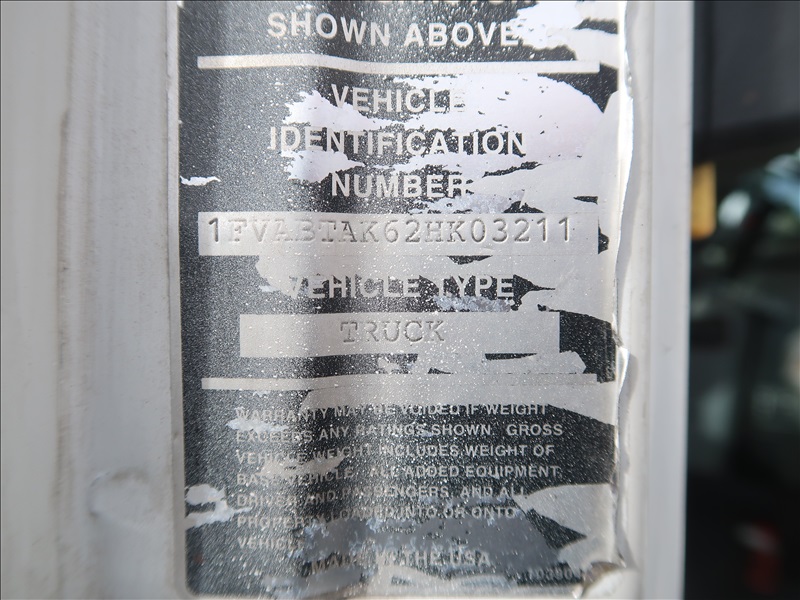 SHOWN ABOVE
VEHICLE
IDENTIFICATION
NUMBER
1FVABTAK62HK03211
VEHICLE TYPE
TRUCK
WARRANTY MAY BE VOIDED IF WEIGHT
EXCEEDS ANY RATINGS SHOWN. GROSS
VEHICLE WEIGHT INCLUDES WEIGHT OF
BASE VEHICLE, ALL ADDED EQUIPMENT,
DRIVER AND PASSENGERS, AND ALL
PROPERTY LOADED INTO OR ONTO
VEHICLE
MADE IN THE USA